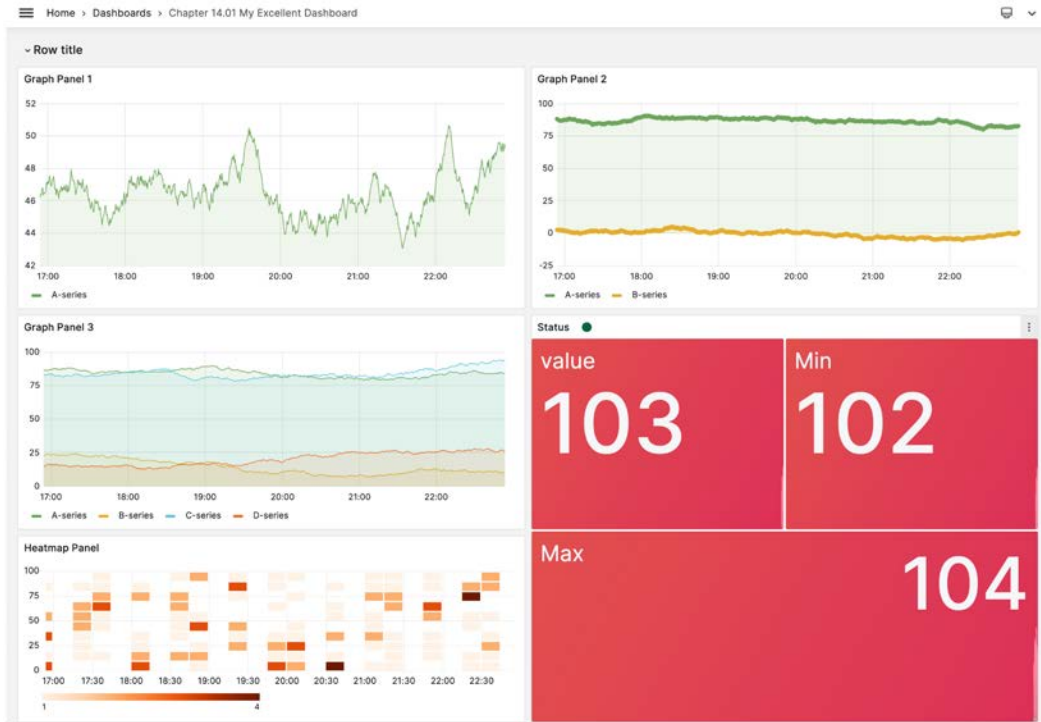 Home › Dashboards › Chapter 14.01 My Excellent Dashboard
Row title
Graph Panel 1
52
50
48
46
44
42
17:00 18:00 19:00 20:00 21:00 22:00
A-series
Graph Panel 2
100
75
50
25
0
-25
17:00 18:00 19:00 20:00 21:00 22:00
A-series B-series
Graph Panel 3
100
75
50
25
0
17:00 18:00 19:00 20:00 21:00 22:00
A-series B-series C-series D-series
Status
value
103
Min
102
Max
104
Heatmap Panel
100
75
50
25
0
17:00 17:30 18:00 18:30 19:00 19:30 20:00 20:30 21:00 21:30 22:00 22:30
1 4